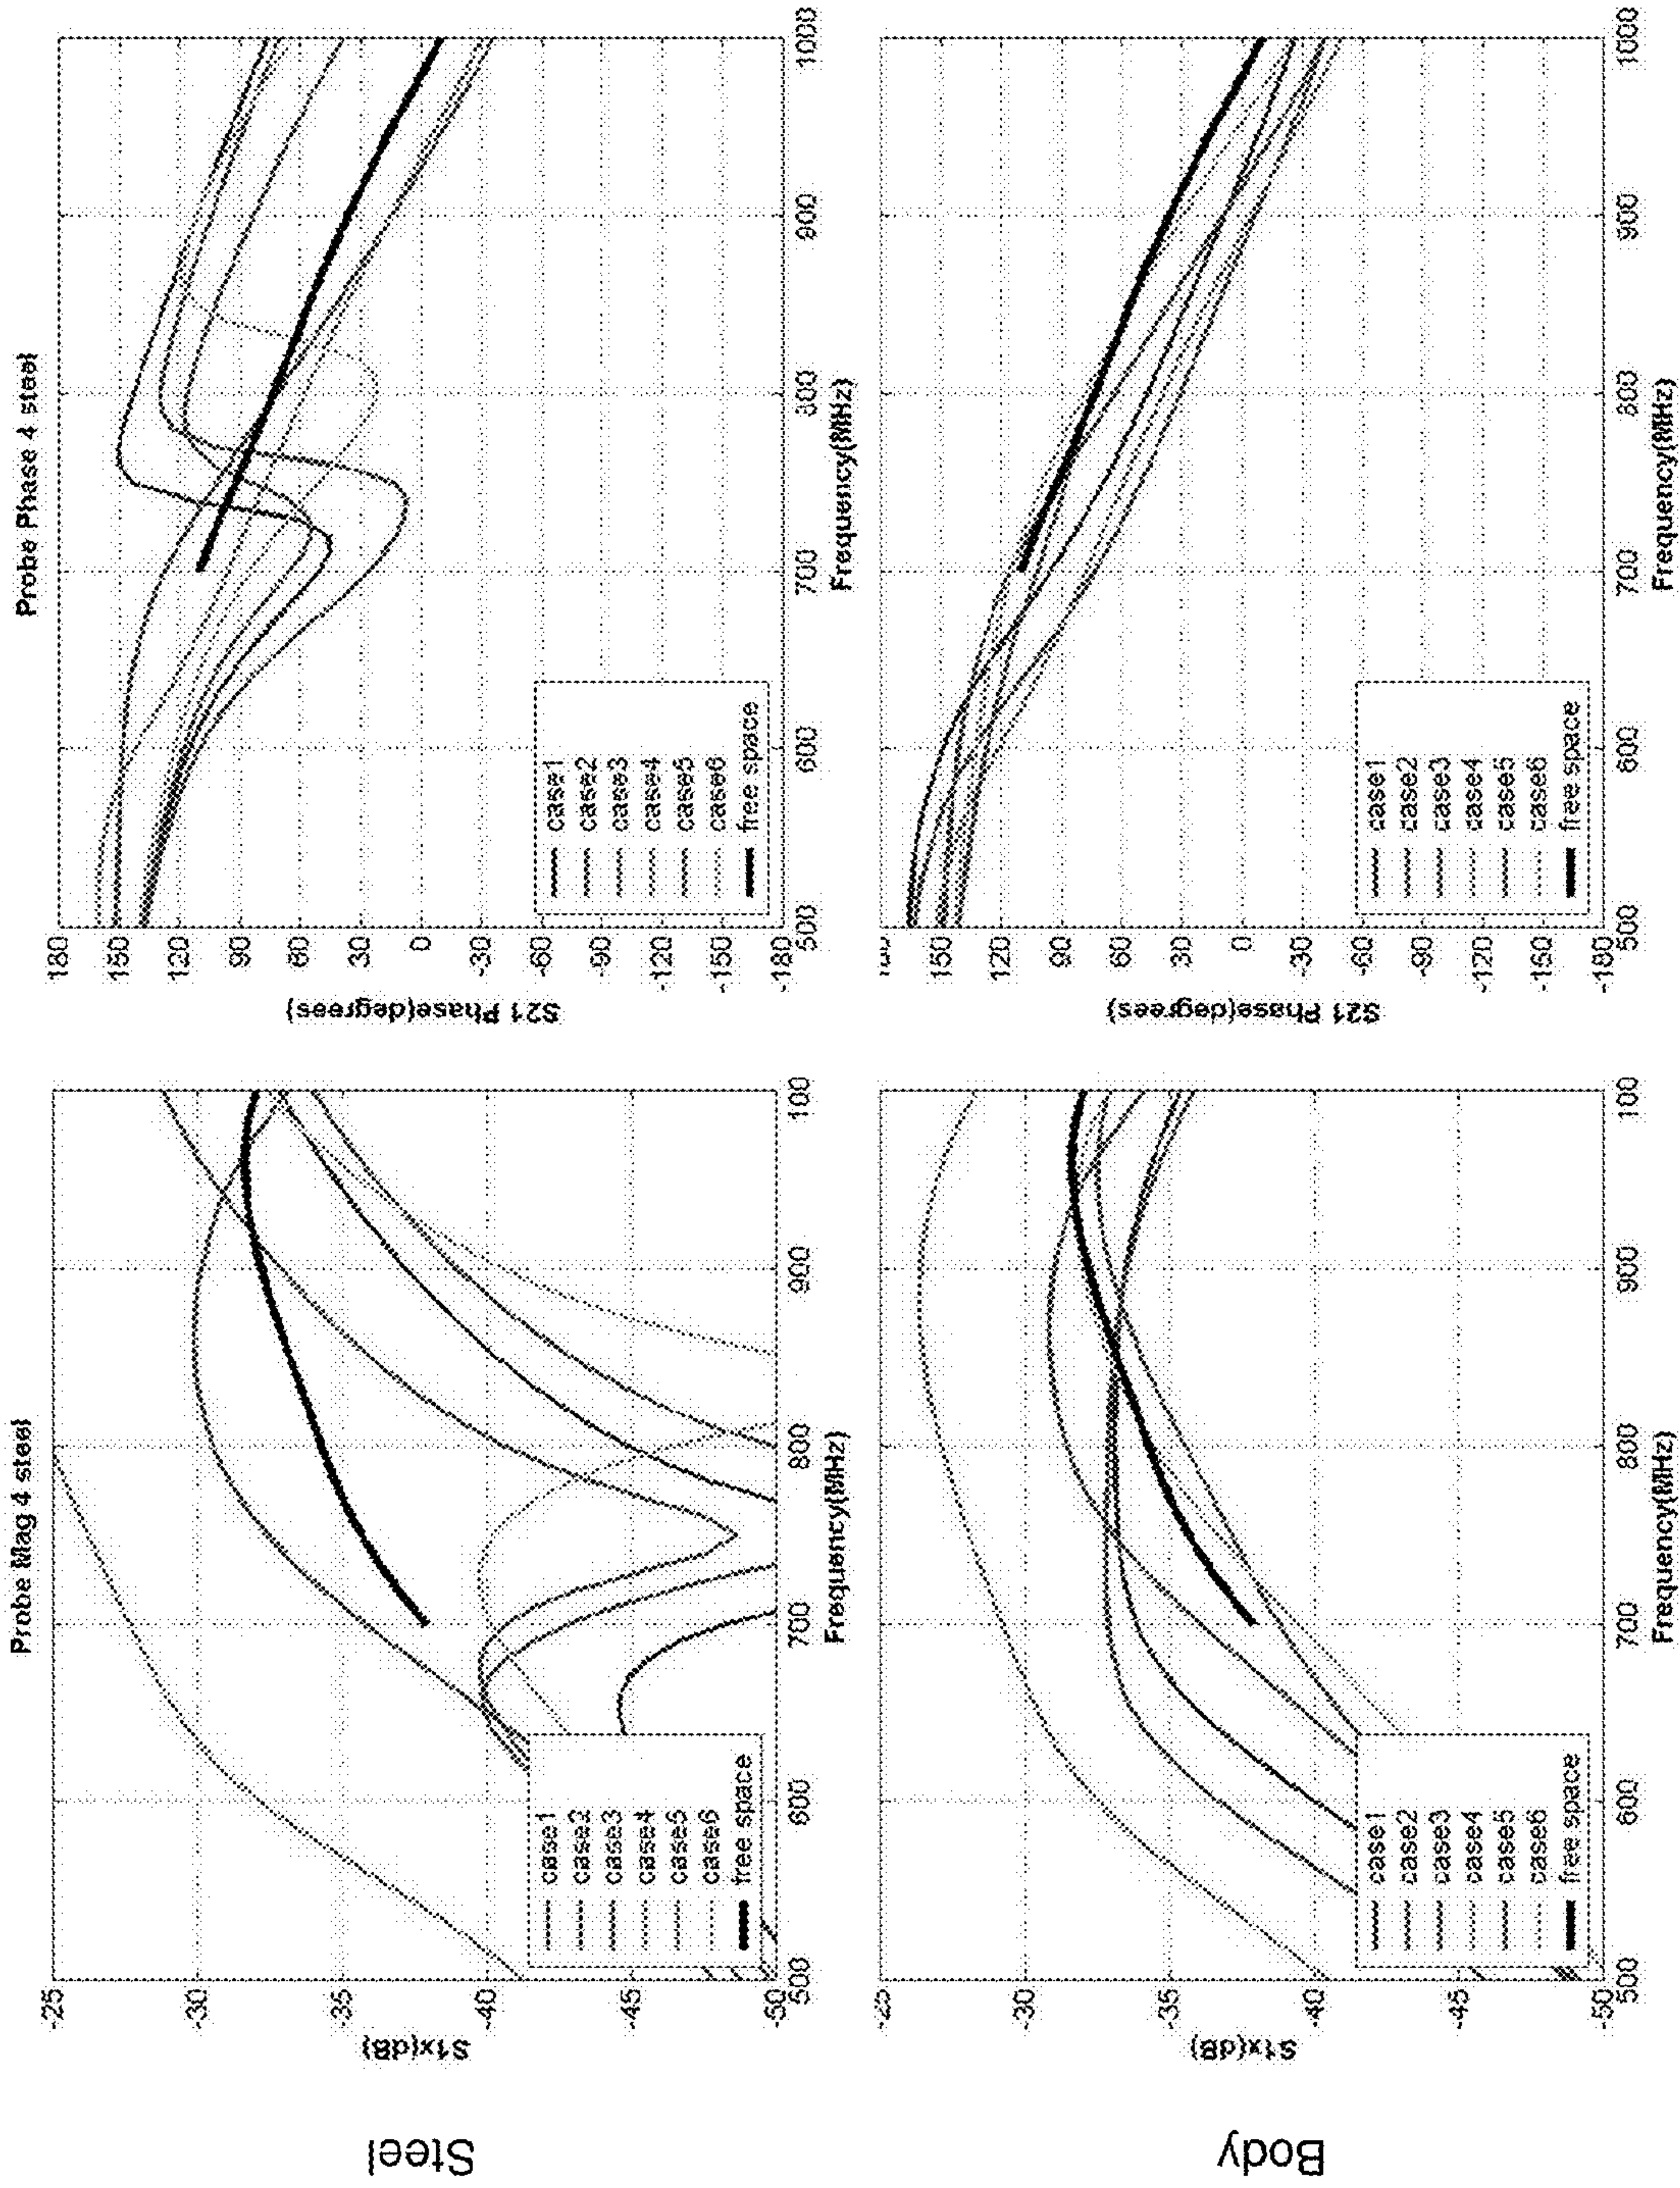 Steel
Probe Mag 4 steel
S1x(dB)
-25
-30
-35
-40
-45
-50
500
600
700
800
900
100
Frequency(MHz)
case1
case2
case3
case4
case5
case6
free space
Probe Phase 4 steel
S21 Phase(degrees)
180
150
120
90
60
30
0
-30
-60
-90
-120
-150
-180
500
600
700
800
900
1000
Frequency(MHz)
case1
case2
case3
case4
case5
case6
free space
Body
S1x(dB)
-25
-30
-35
-40
-45
-50
500
600
700
800
900
100
Frequency(MHz)
case1
case2
case3
case4
case5
case6
free space
S21 Phase(degrees)
150
120
90
60
30
0
-30
-60
-90
-120
-150
-180
500
600
700
800
900
1000
Frequency(MHz)
case1
case2
case3
case4
case5
case6
free space